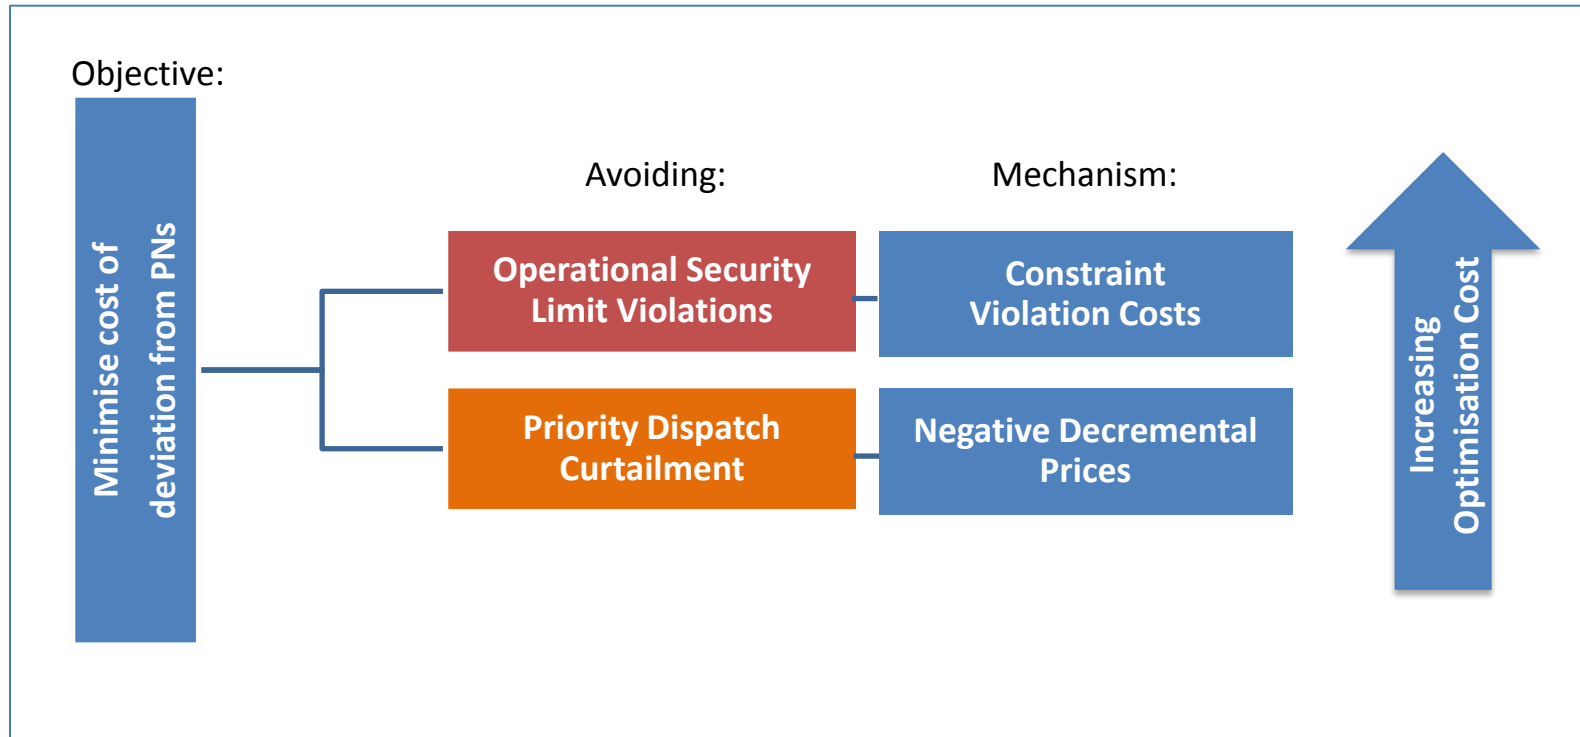 Objective:
Minimise cost of
deviation from PNs
Avoiding:
Mechanism:
Operational Security
Limit Violations
Constraint
Violation Costs
Priority Dispatch
Curtailment
Negative Decremental
Prices
Increasing
Optimisation Cost